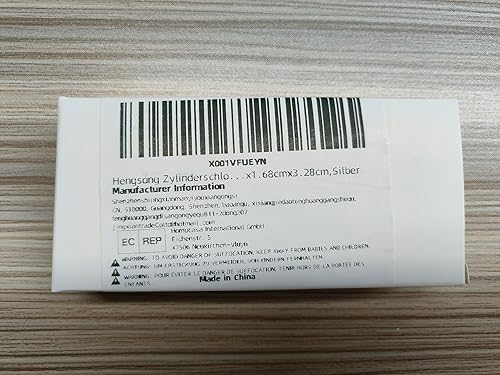 X001VFUEYN
Hengsong Zylinderschlo...x1.68cmx3.28cm,Silber
Manufacturer Information
CN, 518000, Guangdong, Shenzhen,
EC REP
Homucasa International GmbH
Eichenstr. 5
47506 Neukirchen-Vluyn
WARNING: TO AVOID DANGER OF SUFFOCATION, KEEP AWAY FROM BABIES AND CHILDREN.
ACHTUNG: UM ERSTICKUNG ZU VERMEIDEN, VON KINDERN FERNHALTEN.
WARNING: POUR EVITER LE DANGER DE SUFFOCATION, TENIR HORS DE LA PORTEE DES
ENFANTS
Made in China